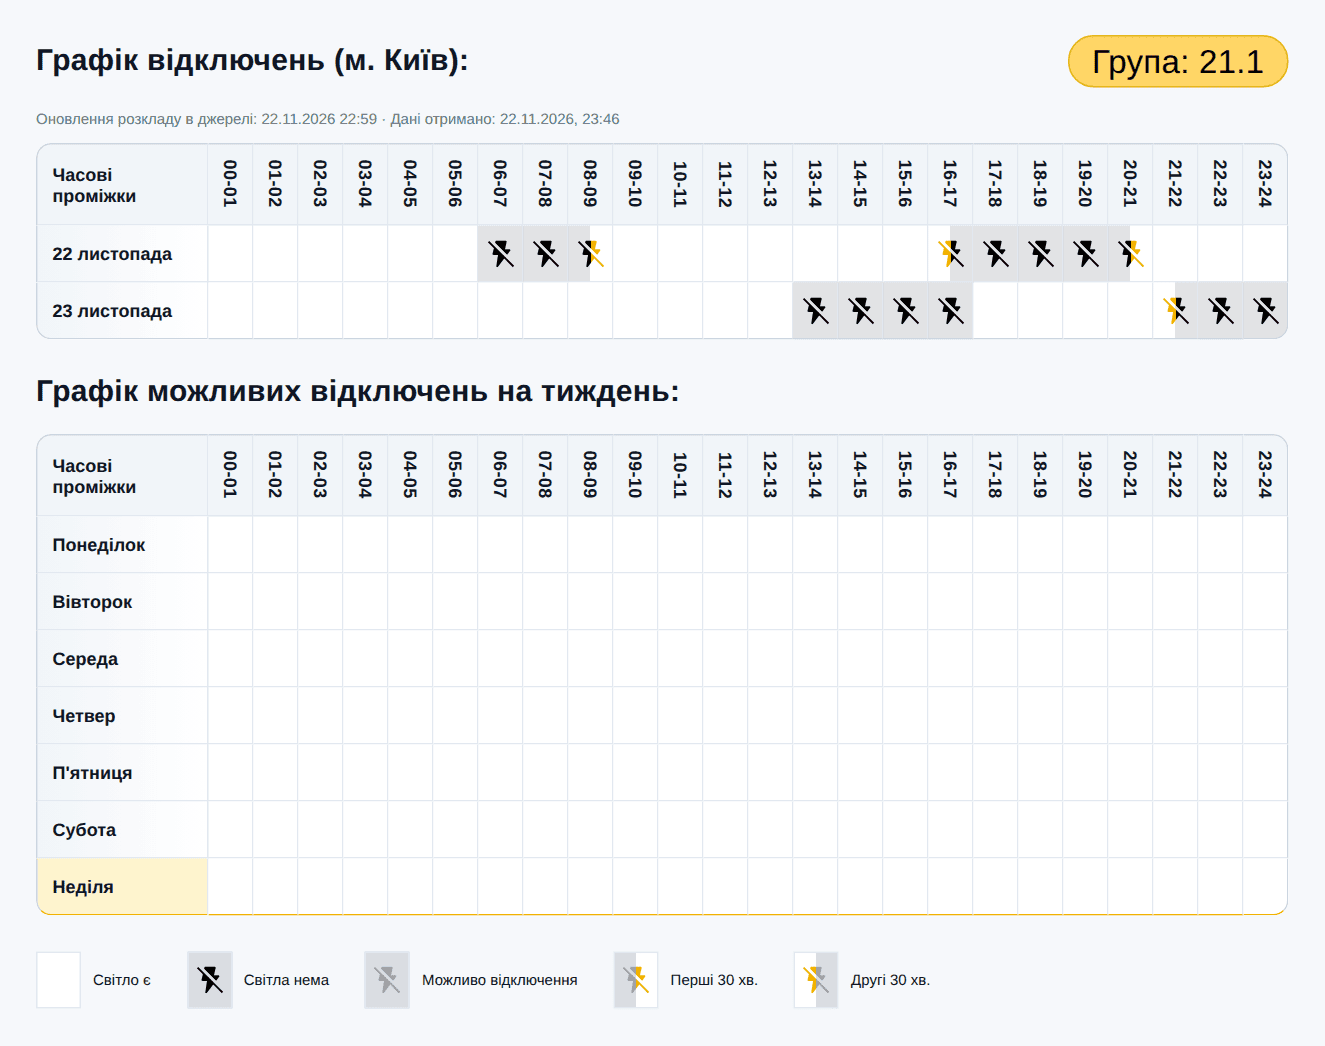 Графік відключень (м. Київ):
Група: 21.1
Оновлення розкладу в джерелі: 22.11.2026 22:59 · Дані отримано: 22.11.2026, 23:46
Часові проміжки 00-01 01-02 02-03 03-04 04-05 05-06 06-07 07-08 08-09 09-10 10-11 11-12 12-13 13-14 14-15 15-16 16-17 17-18 18-19 19-20 20-21 21-22 22-23 23-24
22 листопада
23 листопада
Графік можливих відключень на тиждень:
Часові проміжки 00-01 01-02 02-03 03-04 04-05 05-06 06-07 07-08 08-09 09-10 10-11 11-12 12-13 13-14 14-15 15-16 16-17 17-18 18-19 19-20 20-21 21-22 22-23 23-24
Понеділок
Вівторок
Середа
Четвер
П'ятниця
Субота
Неділя
Світло є Світла нема Можливо відключення Перші 30 хв. Другі 30 хв.